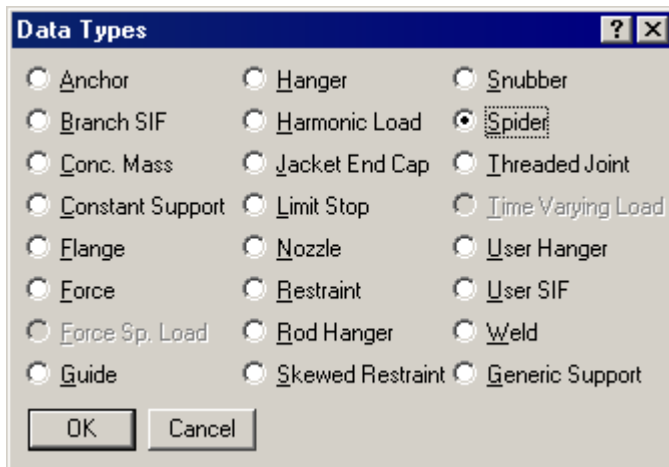 Data Types
Anchor Hanger Snubber
Branch SIF Harmonic Load Spider
Conc. Mass Jacket End Cap Threaded Joint
Constant Support Limit Stop Time Varying Load
Flange Nozzle User Hanger
Force Restraint User SIF
Force Sp. Load Rod Hanger Weld
Guide Skewed Restraint Generic Support
OK Cancel